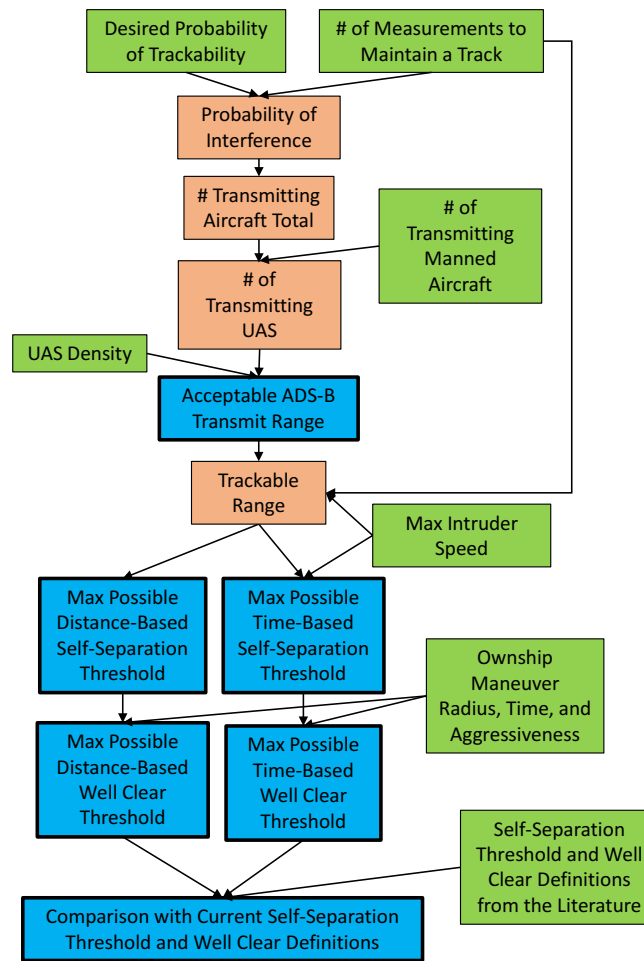 Desired Probability
of Trackability
# of Measurements to
Maintain a Track
Probability of
Interference
# Transmitting
Aircraft Total
# of
Transmitting
Manned
Aircraft
# of
Transmitting
UAS
UAS Density
Acceptable ADS-B
Transmit Range
Trackable
Range
Max Intruder
Speed
Max Possible
Distance-Based
Self-Separation
Threshold
Max Possible
Time-Based
Self-Separation
Threshold
Ownship
Maneuver
Radius, Time, and
Aggressiveness
Max Possible
Distance-Based
Well Clear
Threshold
Max Possible
Time-Based
Well Clear
Threshold
Self-Separation
Threshold and Well
Clear Definitions
from the Literature
Comparison with Current Self-Separation
Threshold and Well Clear Definitions